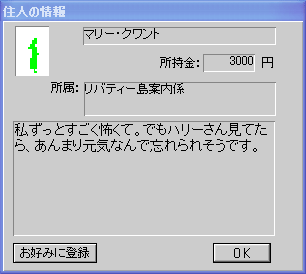 住人の情報
マリー・クワント
所持金: 3000 円
所属: リバティー島案内係
私ずっとすごく怖くて。でもハリーさん見てた
ら、あんまり元気なんで忘れられそうです。
お好みに登録
OK